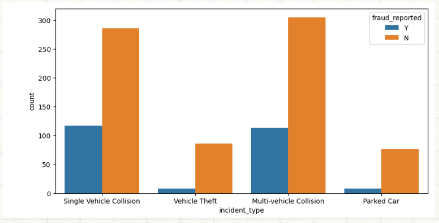 fraud_reported
Y
N
300
250
200
150
100
50
0
count
Single Vehicle Collision
Vehicle Theft
Multi-vehicle Collision
Parked Car
incident_type